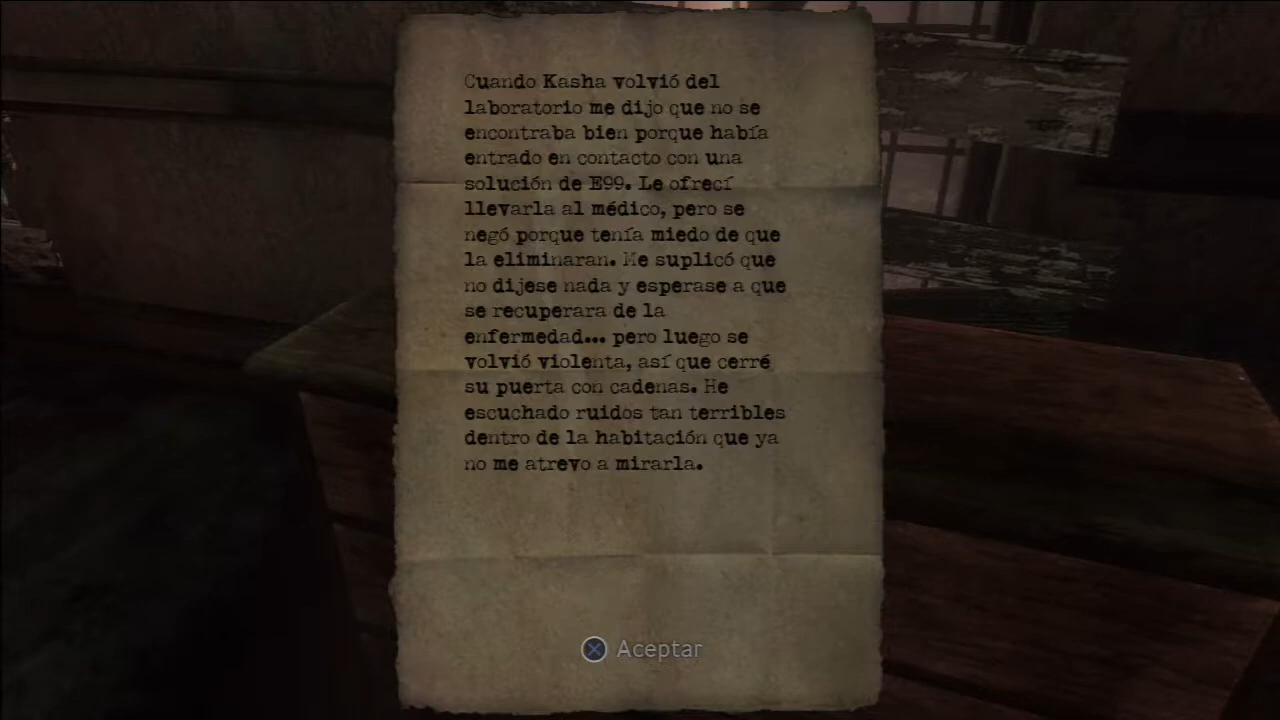 Cuando Kasha volvió del
laboratorio me dijo que no se
encontraba bien porque había
entrado en contacto con una
solución de E99. Le ofrecí
llevarla al médico, pero se
negó porque tenía miedo de que
la eliminaran. Me suplicó que
no dijese nada y esperase a que
se recuperara de la
enfermedad... pero luego se
volvió violenta, así que cerré
su puerta con cadenas. He
escuchado ruidos tan terribles
dentro de la habitación que ya
no me atrevo a mirarla.
Aceptar